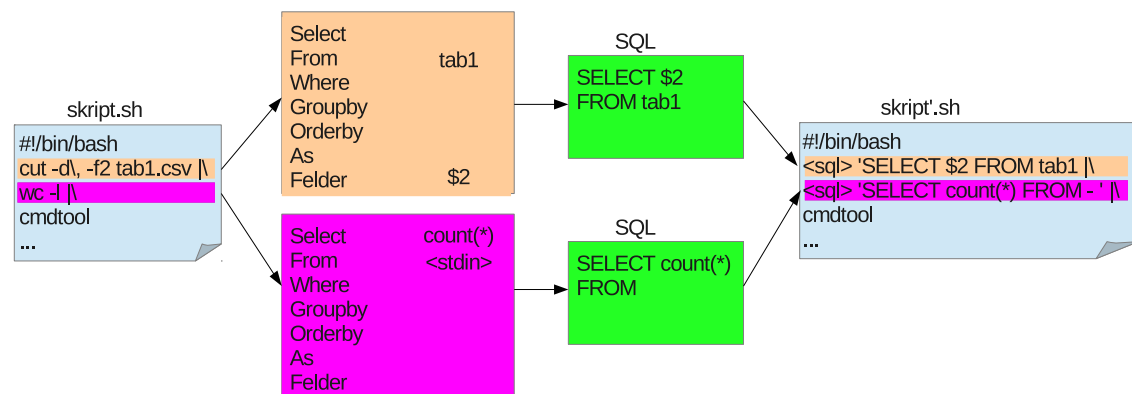 skript.sh
#!/bin/bash
cut -d\, -f2 tab1.csv |\
wc -l |\
cmdtool
...
Select
From tab1
Where
Groupby
Orderby
As
Felder $2
Select count(*)
From <stdin>
Where
Groupby
Orderby
As
Felder
SQL
SELECT $2
FROM tab1
SQL
SELECT count(*)
FROM
skript'.sh
#!/bin/bash
<sql> 'SELECT $2 FROM tab1 |\
<sql> 'SELECT count(*) FROM - ' |\
cmdtool
...